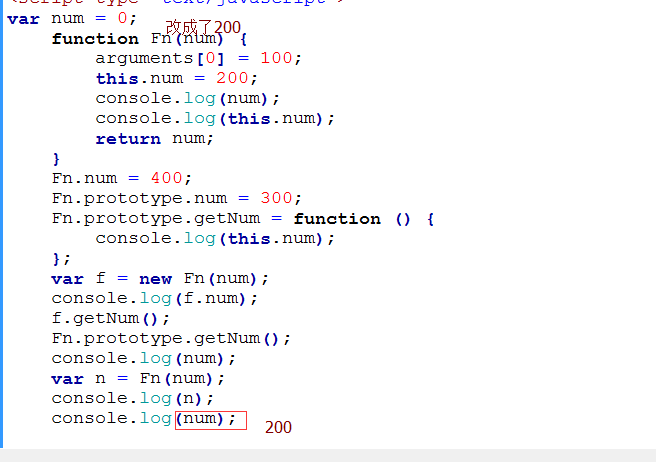 <script type="text/javascript">
var num = 0;
改成了200
function Fn(num) {
arguments[0] = 100;
this.num = 200;
console.log(num);
console.log(this.num);
return num;
}
Fn.num = 400;
Fn.prototype.num = 300;
Fn.prototype.getNum = function () {
console.log(this.num);
};
var f = new Fn(num);
console.log(f.num);
f.getNum();
Fn.prototype.getNum();
console.log(num);
var n = Fn(num);
console.log(n);
console.log(num); 200